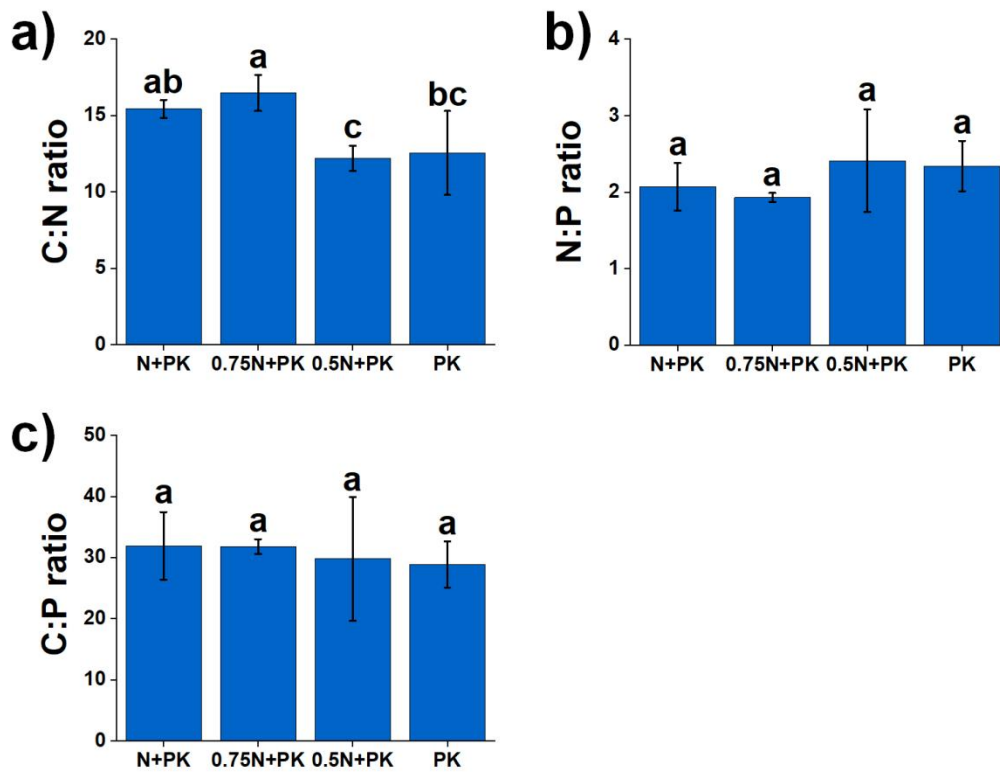 a)
C:N ratio
20
15
10
5
0
ab
a
c
bc
N+PK 0.75N+PK 0.5N+PK PK
b)
N:P ratio
4
3
2
1
0
a
a
a
a
N+PK 0.75N+PK 0.5N+PK PK
c)
C:P ratio
50
40
30
20
10
0
a
a
a
a
N+PK 0.75N+PK 0.5N+PK PK